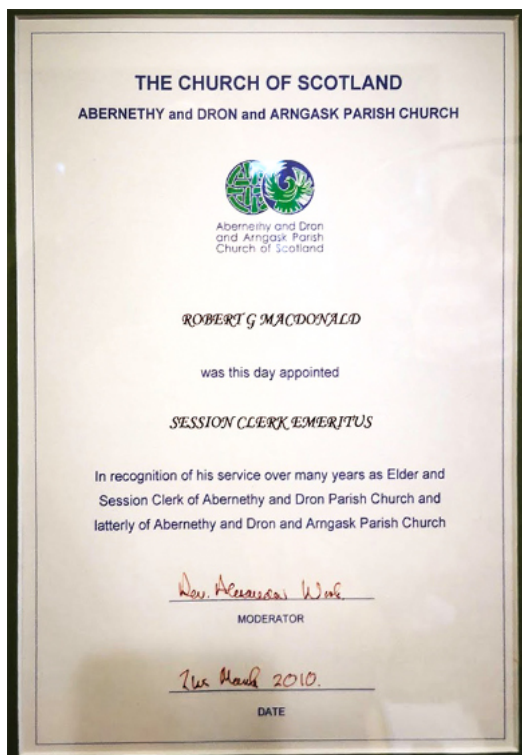 THE CHURCH OF SCOTLAND
ABERNETHY and DRON and ARNGASK PARISH CHURCH
Abernethy and Dron
and Arngask Parish
Church of Scotland
ROBERT G MACDONALD
was this day appointed
SESSION CLERK EMERITUS
In recognition of his service over many years as Elder and
Session Clerk of Abernethy and Dron Parish Church and
latterly of Abernethy and Dron and Arngask Parish Church
Rev. Alexander
MODERATOR
March 2010.
DATE